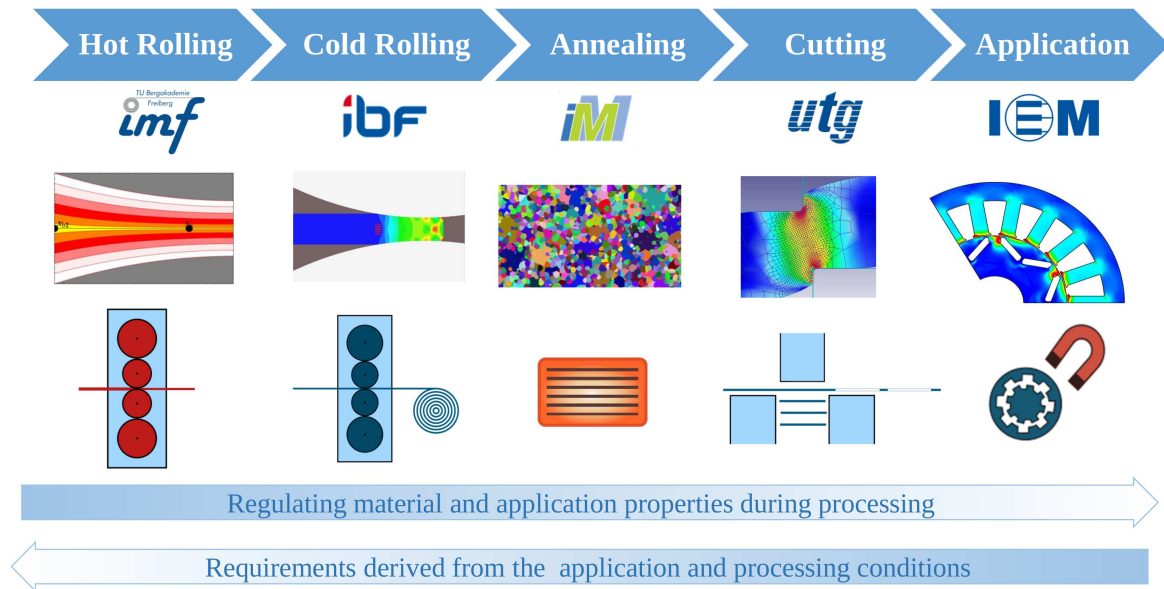 Hot Rolling
Cold Rolling
Annealing
Cutting
Application
TU Bergakademie
Freiberg
imf
ibf
iMM
utg
IEM
Regulating material and application properties during processing
Requirements derived from the  application and processing conditions